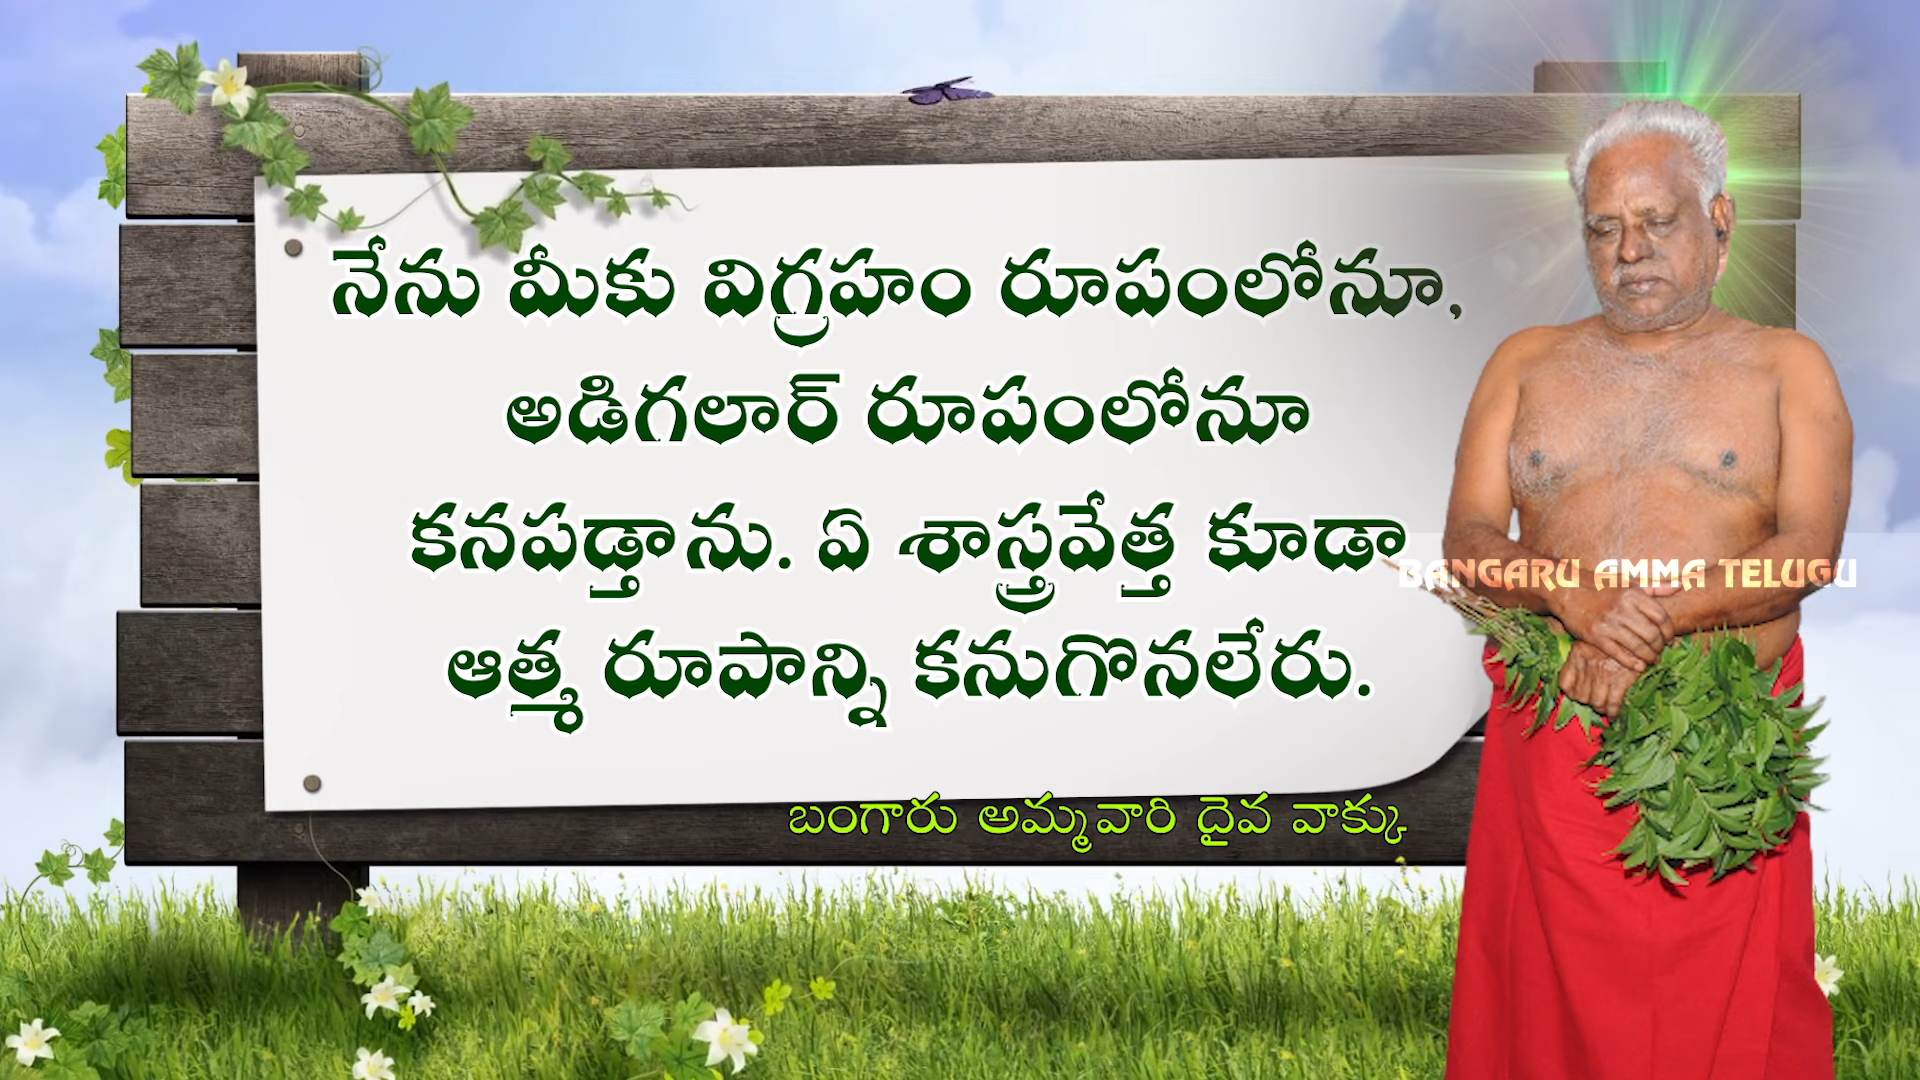 నేను మీకు విగ్రహం రూపంలోనూ,
అడిగలార్ రూపంలోనూ
కనపడ్తాను. ఏ శాస్త్రవేత్త కూడా
ఆత్మ రూపాన్ని కనుగొనలేరు.
BANGARU AMMA TELUGU
బంగారు అమ్మవారి దైవ వాక్కు